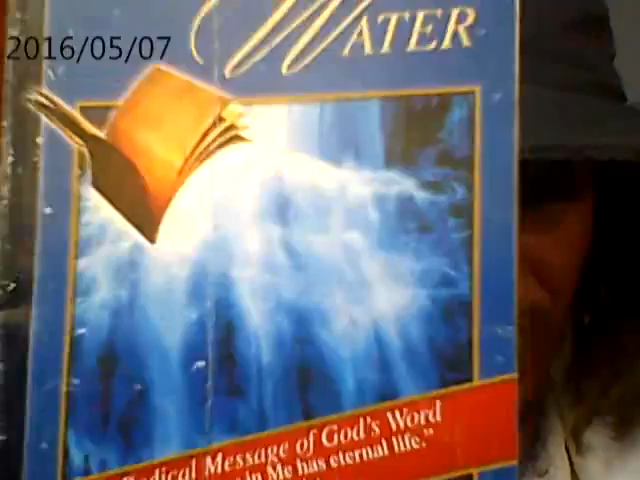 WATER
2016/05/07
Radical Message of God's Word
in Me has eternal life."